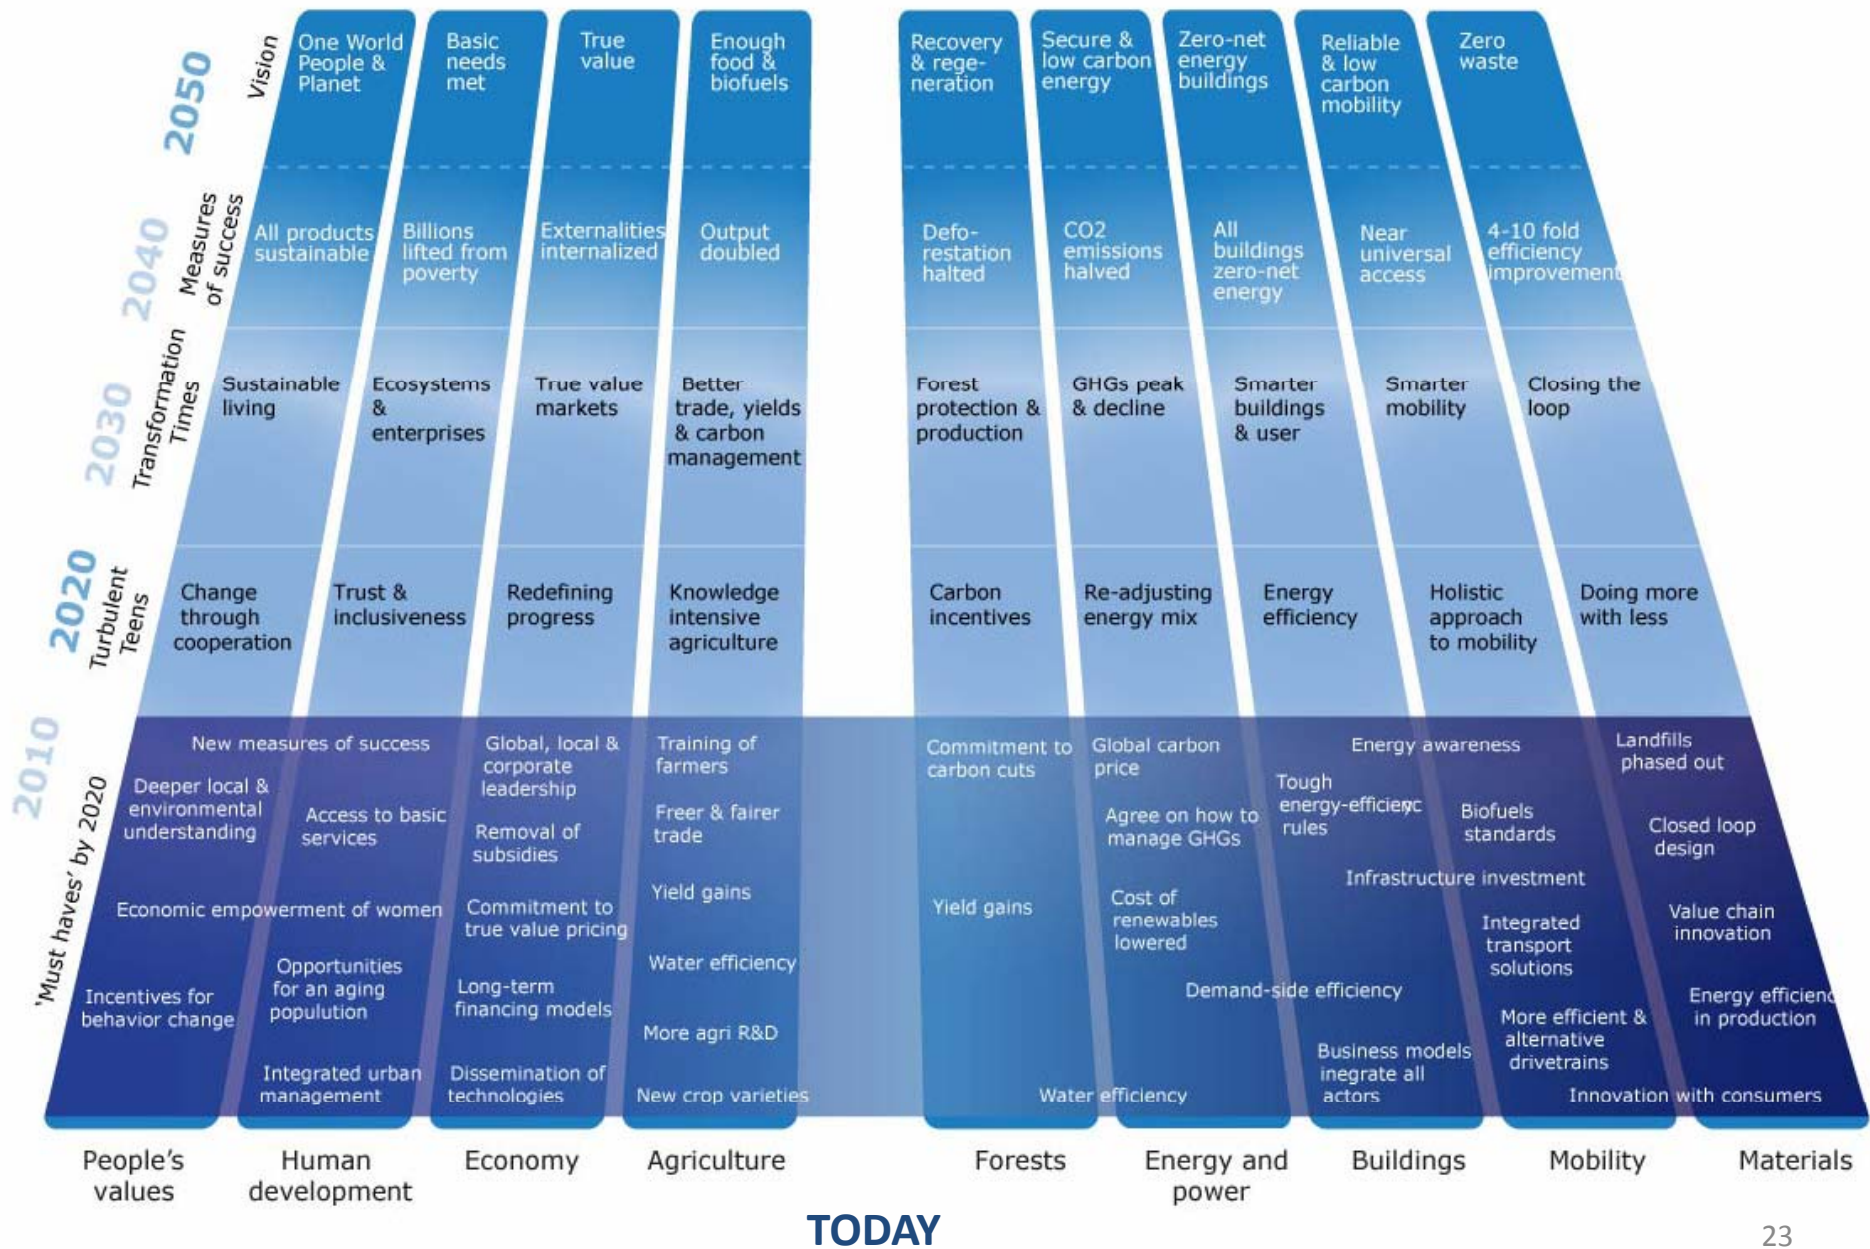 2050
Vision
One World
People &
Planet
Basic
needs
met
True
value
Enough
food &
biofuels
Recovery
& rege-
neration
Secure &
low carbon
energy
Zero-net
energy
buildings
Reliable
& low
carbon
mobility
Zero
waste
2040
Measures
of success
All products
sustainable
Billions
lifted from
poverty
Externalities
internalized
Output
doubled
Defo-
restation
halted
CO2
emissions
halved
All
buildings
zero-net
energy
Near
universal
access
4-10 fold
efficiency
improvement
2030
Transformation
Times
Sustainable
living
Ecosystems
&
enterprises
True value
markets
Better
trade, yields
& carbon
management
Forest
protection &
production
GHGs peak
& decline
Smarter
buildings
& user
Smarter
mobility
Closing the
loop
2020
Turbulent
Teens
Change
through
cooperation
Trust &
inclusiveness
Redefining
progress
Knowledge
intensive
agriculture
Carbon
incentives
Re-adjusting
energy mix
Energy
efficiency
Holistic
approach
to mobility
Doing more
with less
2010
'Must haves' by 2020
New measures of success
Deeper local &
environmental
understanding
Access to basic
services
Economic empowerment of women
Incentives for
behavior change
Opportunities
for an aging
populution
Integrated urban
management
Global, local &
corporate
leadership
Removal of
subsidies
Commitment to
true value pricing
Long-term
financing models
Dissemination of
technologies
Training of
farmers
Freer & fairer
trade
Yield gains
Water efficiency
More agri R&D
New crop varieties
Commitment to
carbon cuts
Yield gains
Water efficiency
Global carbon
price
Agree on how to
manage GHGs
Cost of
renewables
lowered
Demand-side efficiency
Energy awareness
Tough
energy-efficienc
rules
Infrastructure investment
Business models
inegrate all
actors
Biofuels
standards
Integrated
transport
solutions
More efficient &
alternative
drivetrains
Innovation with consumers
Landfills
phased out
Closed loop
design
Value chain
innovation
Energy efficienc
in production
People's
values
Human
development
Economy
Agriculture
Forests
Energy and
power
Buildings
Mobility
Materials
TODAY
23